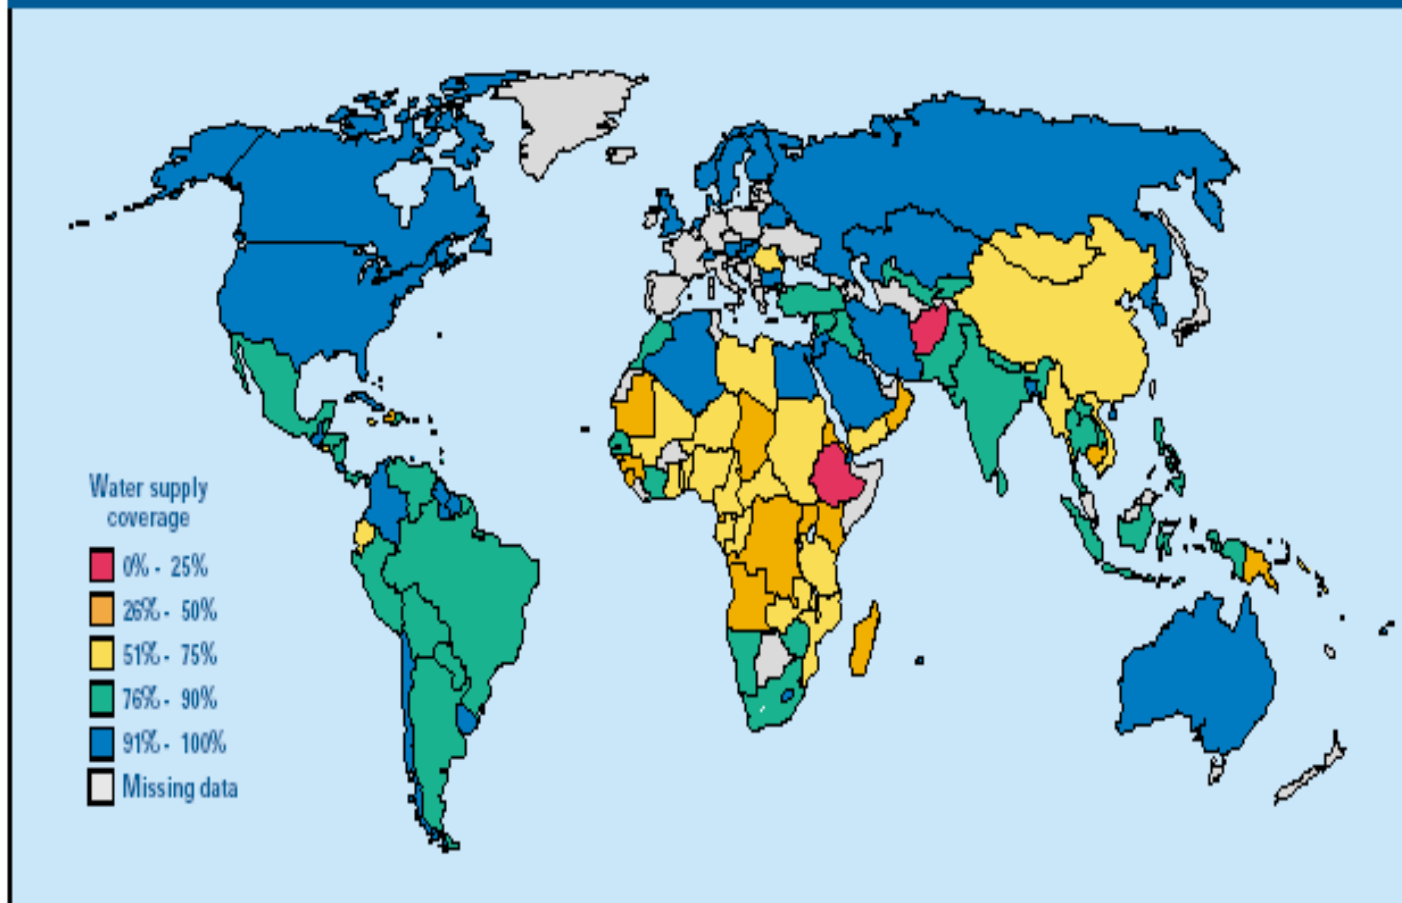 Water supply
coverage
0% - 25%
26% - 50%
51% - 75%
76% - 90%
91% - 100%
Missing data